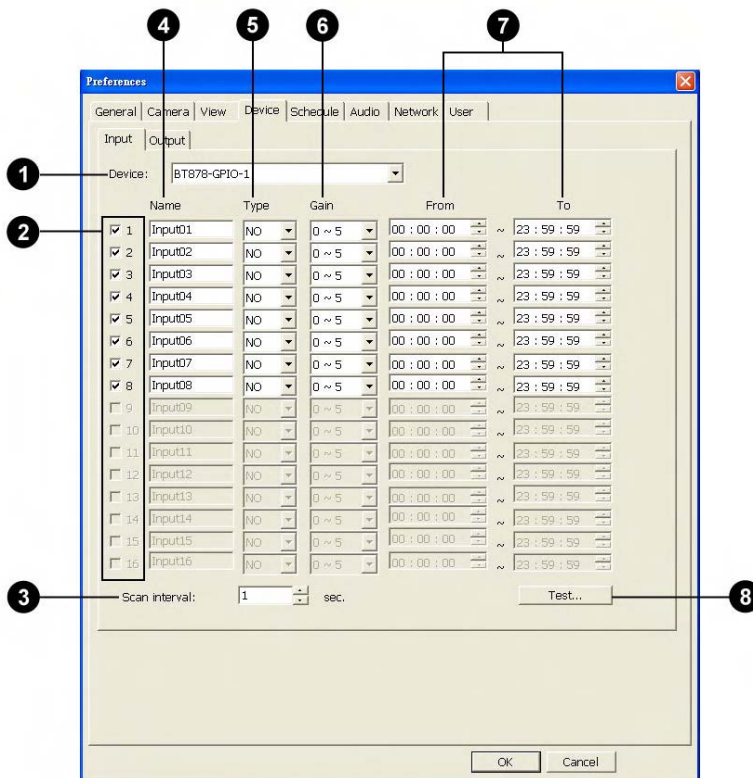 4 5 6 7
Preferences
General Camera View Device Schedule Audio Network User
Input Output
1 Device: BT878-GPIO-1
Name Type Gain From To
2
1 Input01 NO 0 ~ 5 00 : 00 : 00 ~ 23 : 59 : 59
2 Input02 NO 0 ~ 5 00 : 00 : 00 ~ 23 : 59 : 59
3 Input03 NO 0 ~ 5 00 : 00 : 00 ~ 23 : 59 : 59
4 Input04 NO 0 ~ 5 00 : 00 : 00 ~ 23 : 59 : 59
5 Input05 NO 0 ~ 5 00 : 00 : 00 ~ 23 : 59 : 59
6 Input06 NO 0 ~ 5 00 : 00 : 00 ~ 23 : 59 : 59
7 Input07 NO 0 ~ 5 00 : 00 : 00 ~ 23 : 59 : 59
8 Input08 NO 0 ~ 5 00 : 00 : 00 ~ 23 : 59 : 59
9 Input09 NO 0 ~ 5 00 : 00 : 00 ~ 23 : 59 : 59
10 Input10 NO 0 ~ 5 00 : 00 : 00 ~ 23 : 59 : 59
11 Input11 NO 0 ~ 5 00 : 00 : 00 ~ 23 : 59 : 59
12 Input12 NO 0 ~ 5 00 : 00 : 00 ~ 23 : 59 : 59
13 Input13 NO 0 ~ 5 00 : 00 : 00 ~ 23 : 59 : 59
14 Input14 NO 0 ~ 5 00 : 00 : 00 ~ 23 : 59 : 59
15 Input15 NO 0 ~ 5 00 : 00 : 00 ~ 23 : 59 : 59
16 Input16 NO 0 ~ 5 00 : 00 : 00 ~ 23 : 59 : 59
3 Scan interval: 1 sec. Test... 8
OK Cancel